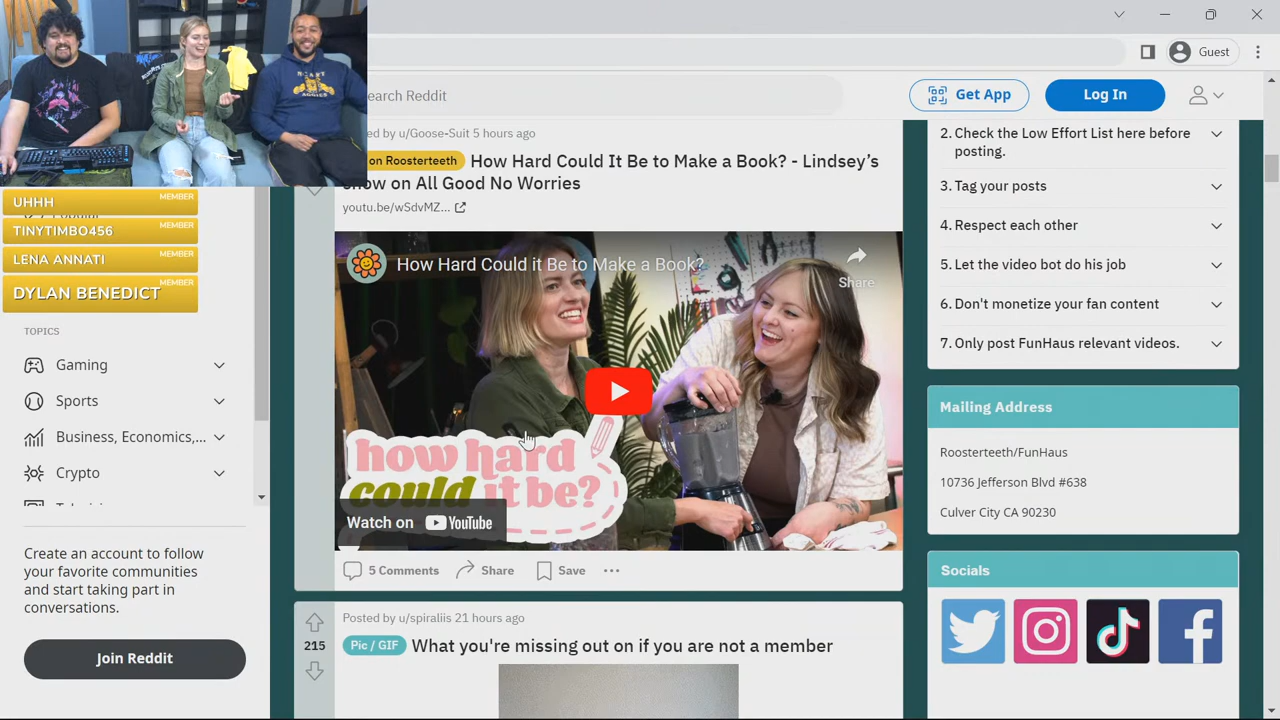 Guest
earch Reddit
Get App
Log In
ed by u/Goose-Suit 5 hours ago
on Roosterteeth
How Hard Could It Be to Make a Book? - Lindsey's
how on All Good No Worries
youtu.be/wSdvMZ...
How Hard Could it Be to Make a Book?
Share
how hard
could it be?
Watch on YouTube
5 Comments
Share
Save
Posted by u/spiraliis 21 hours ago
215
Pic / GIF
What you're missing out on if you are not a member
UHHH
MEMBER
TINYTIMBO456
MEMBER
LENA ANNATI
MEMBER
DYLAN BENEDICT
MEMBER
TOPICS
Gaming
Sports
Business, Economics,...
Crypto
Create an account to follow
your favorite communities
and start taking part in
conversations.
Join Reddit
2. Check the Low Effort List here before
posting.
3. Tag your posts
4. Respect each other
5. Let the video bot do his job
6. Don't monetize your fan content
7. Only post FunHaus relevant videos.
Mailing Address
Roosterteeth/FunHaus
10736 Jefferson Blvd #638
Culver City CA 90230
Socials